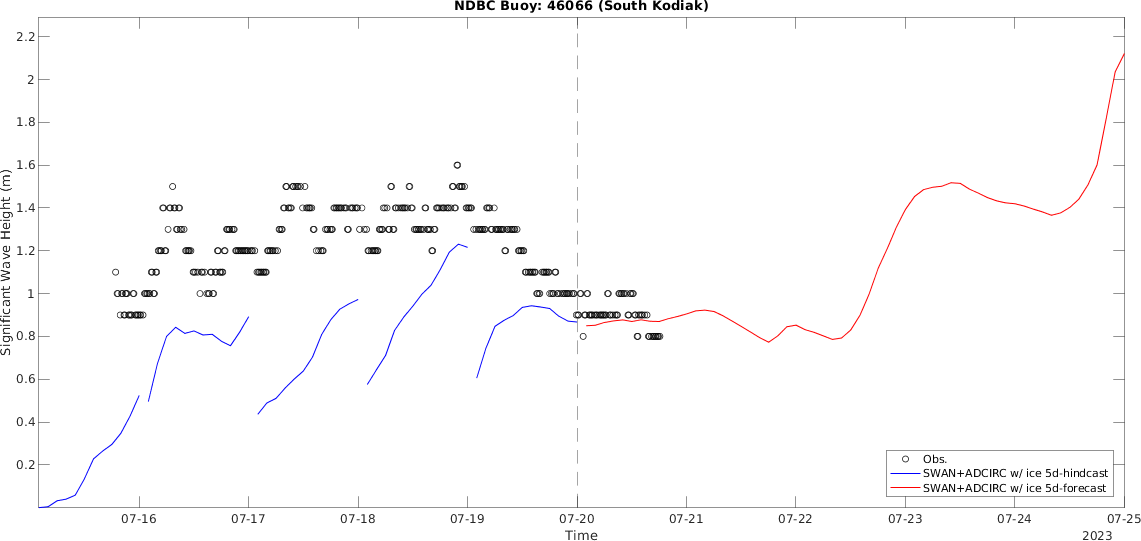 NDBC Buoy: 46066 (South Kodiak)
Significant Wave Height (m)
2.2
2
1.8
1.6
1.4
1.2
1
0.8
0.6
0.4
0.2
Obs.
SWAN+ADCIRC w/ ice 5d-hindcast
SWAN+ADCIRC w/ ice 5d-forecast
07-16 07-17 07-18 07-19 07-20 07-21 07-22 07-23 07-24 07-25
Time
2023